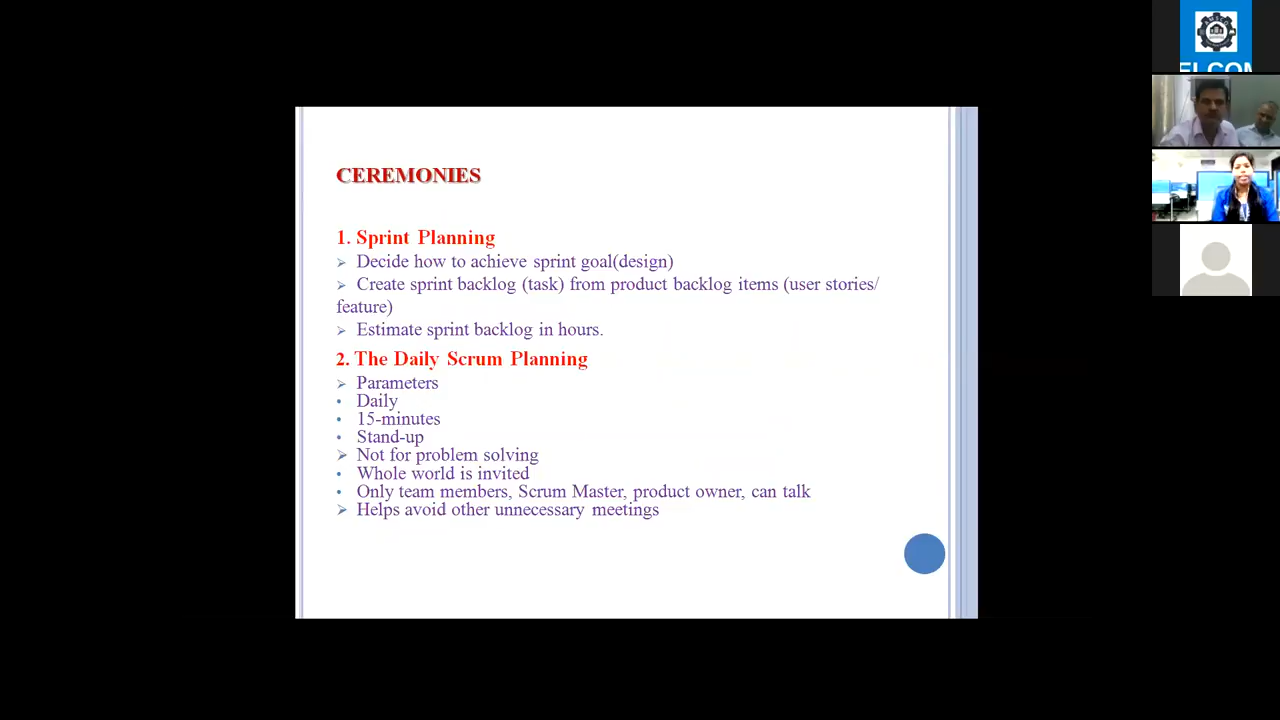 CEREMONIES
1. Sprint Planning
➢ Decide how to achieve sprint goal(design)
➢ Create sprint backlog (task) from product backlog items (user stories/
feature)
➢ Estimate sprint backlog in hours.
2. The Daily Scrum Planning
➢ Parameters
• Daily
• 15-minutes
• Stand-up
➢ Not for problem solving
• Whole world is invited
• Only team members, Scrum Master, product owner, can talk
➢ Helps avoid other unnecessary meetings